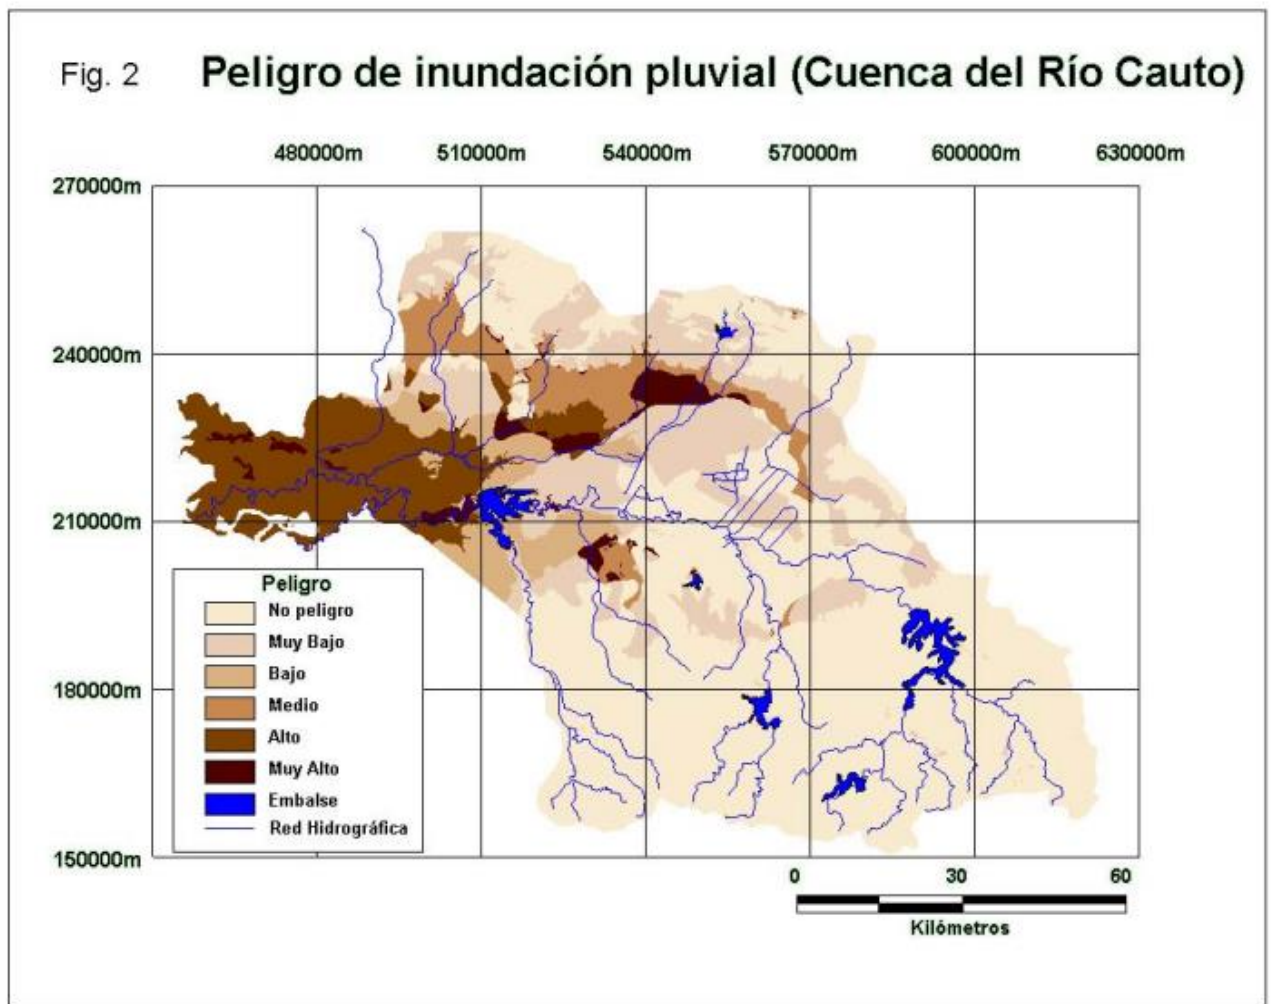 Fig. 2
Peligro de inundación pluvial (Cuenca del Río Cauto)
480000m 510000m 540000m 570000m 600000m 630000m
270000m
240000m
210000m
180000m
150000m
Peligro
No peligro
Muy Bajo
Bajo
Medio
Alto
Muy Alto
Embalse
Red Hidrográfica
0 30 60
Kilómetros